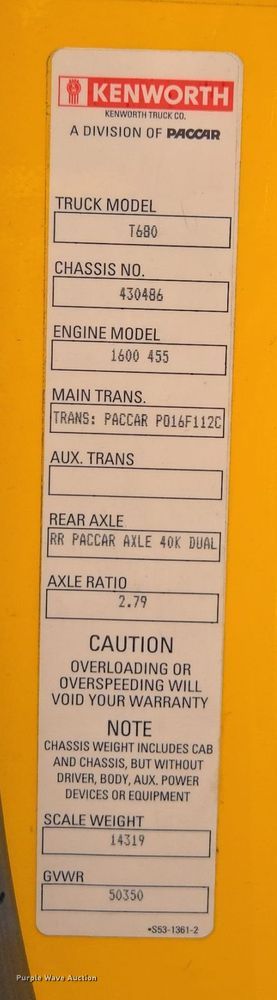 KENWORTH
KENWORTH TRUCK CO.
A DIVISION OF PACCAR
TRUCK MODEL
T680
CHASSIS NO.
430486
ENGINE MODEL
1600 455
MAIN TRANS.
TRANS: PACCAR PO16F112C
AUX. TRANS
REAR AXLE
RR PACCAR AXLE 40K DUAL
AXLE RATIO
2.79
CAUTION
OVERLOADING OR
OVERSPEEDING WILL
VOID YOUR WARRANTY
NOTE
CHASSIS WEIGHT INCLUDES CAB
AND CHASSIS, BUT WITHOUT
DRIVER, BODY, AUX. POWER
DEVICES OR EQUIPMENT
SCALE WEIGHT
14319
GVWR
50350
*S53-1361-2
Purple Wave Auction